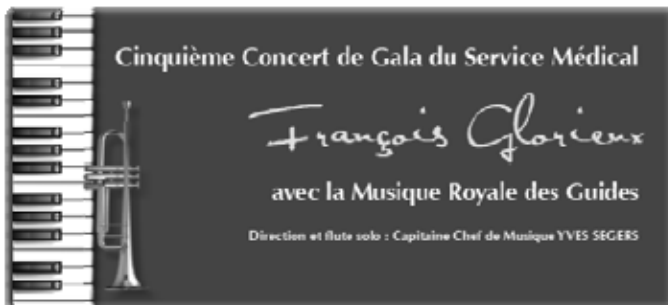 Cinquième Concert de Gala du Service Médical
François Glorieux
avec la Musique Royale des Guides
Direction et flute solo : Capitaine Chef de Musique YVES SEGERS